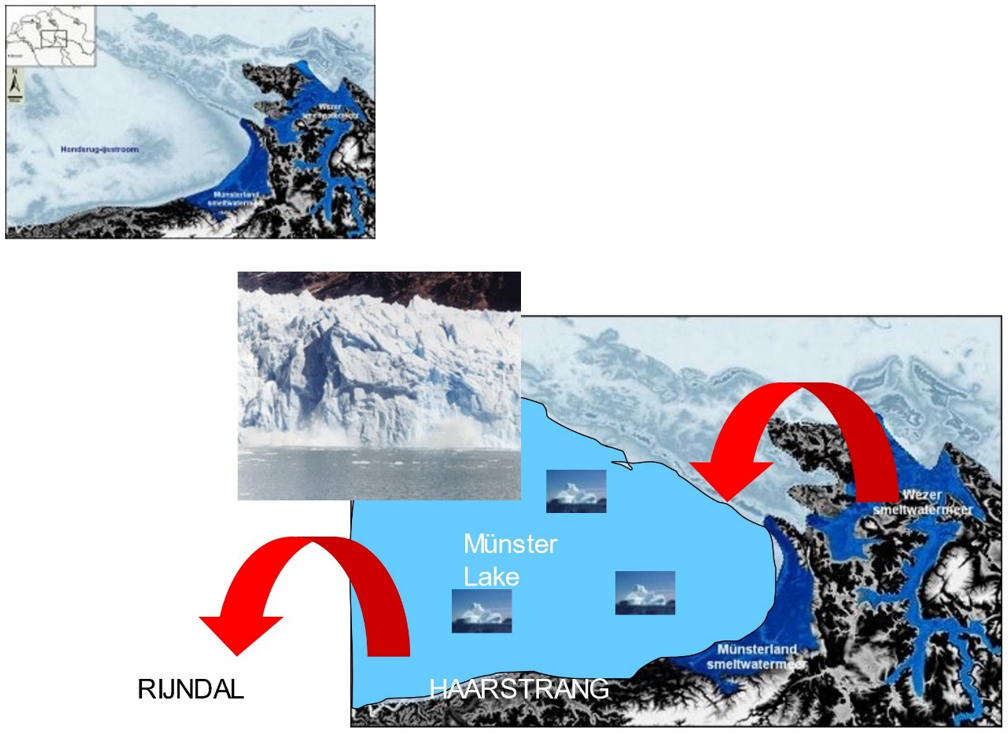 N
Hondsrug-ijsstroom
Wezer
smeltwatermeer
Münsterland
smeltwatermeer
Münster
Lake
Wezer
smeltwatermeer
Münsterland
smeltwatermeer
RIJNDAL
HAARSTRANG